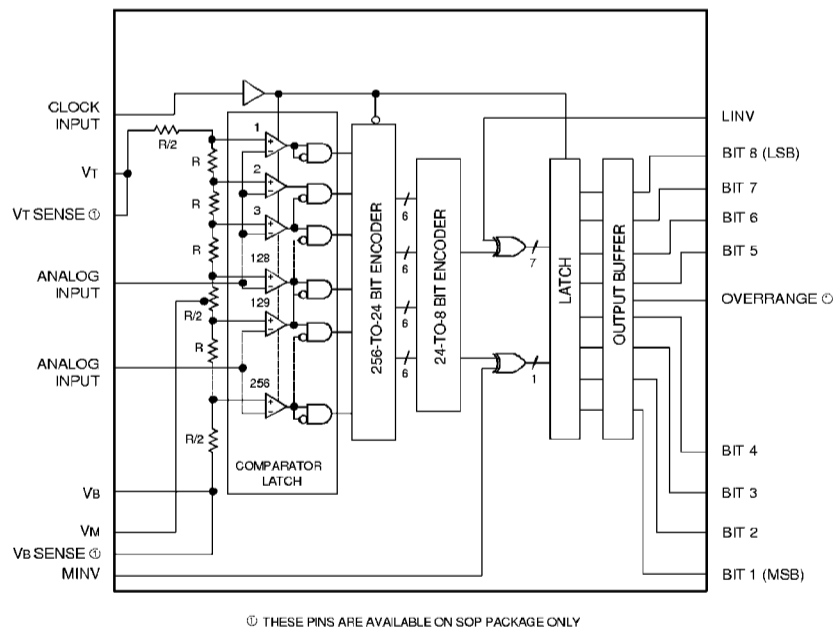 CLOCK
INPUT
VT
VT SENSE ①
ANALOG
INPUT
ANALOG
INPUT
VB
VM
VB SENSE ①
MINV
R/2
R
R
R
R/2
R
R/2
1
2
3
128
129
256
COMPARATOR
LATCH
256-TO-24 BIT ENCODER
6
6
6
6
24-TO-8 BIT ENCODER
7
1
LATCH
OUTPUT BUFFER
LINV
BIT 8 (LSB)
BIT 7
BIT 6
BIT 5
OVERRANGE ①
BIT 4
BIT 3
BIT 2
BIT 1 (MSB)
① THESE PINS ARE AVAILABLE ON SOP PACKAGE ONLY